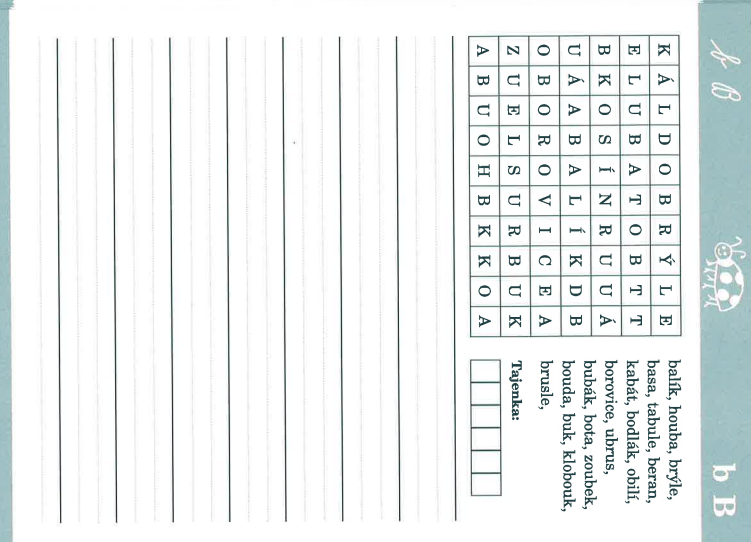 b B
b B
K Á L D O B R Ý L E
E L U B A T O B T T
B K O S Í N R U U Á
U Á A B A L Í K D B
O B O R O V I C E A
Z U E L S U R B U K
A B U O H B K K O A
balík, houba, brýle,
basa, tabule, beran,
kabát, bodlák, obilí,
borovice, ubrus,
bubák, bota, zoubek,
bouda, buk, klobouk,
brusle,
Tajenka: